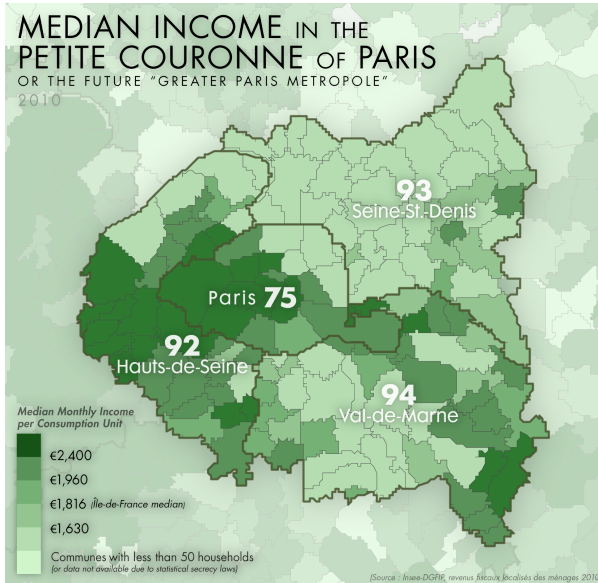 MEDIAN INCOME IN THE
PETITE COURONNE OF PARIS
OR THE FUTURE "GREATER PARIS METROPOLE"
2010
93
Seine-St.-Denis
Paris 75
92
Hauts-de-Seine
94
Val-de-Marne
Median Monthly Income
per Consumption Unit
€2,400
€1,960
€1,816 (Île-de-France median)
€1,630
Communes with less than 50 households
(or data not available due to statistical secrecy laws)
(Source : Insee-DGFIP, revenus fiscaux localisés des ménages 2010